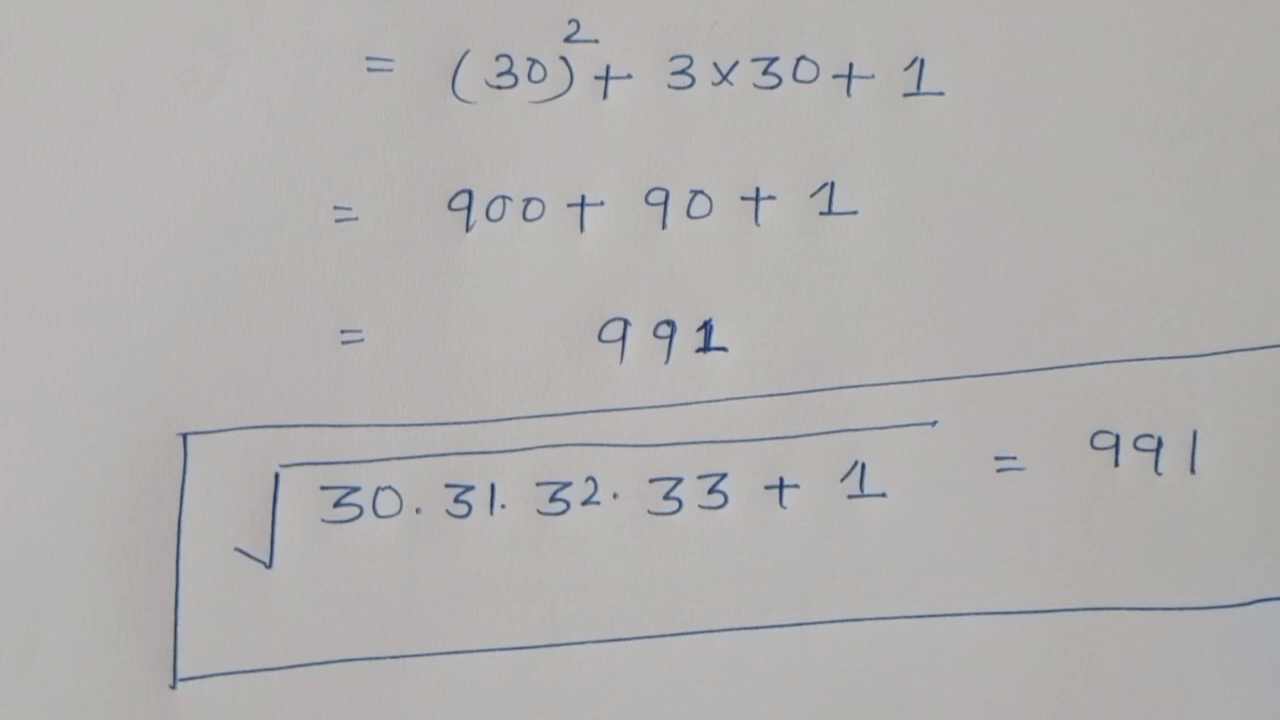 = (30)² + 3 × 30 + 1
= 900 + 90 + 1
= 991
√30. 31. 32. 33 + 1 = 991